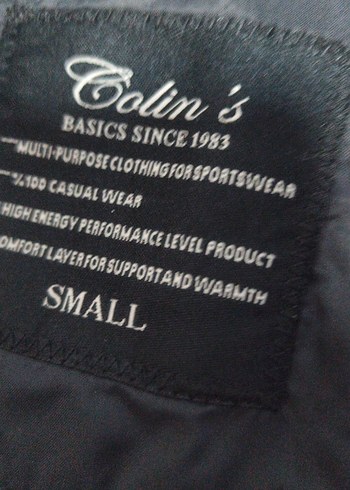 Colin's
BASICS SINCE 1983
MULTI-PURPOSE CLOTHING FOR SPORTSWEAR
%100 CASUAL WEAR
HIGH ENERGY PERFORMANCE LEVEL PRODUCT
OMFORT LAYER FOR SUPPORT AND WARMTH
SMALL